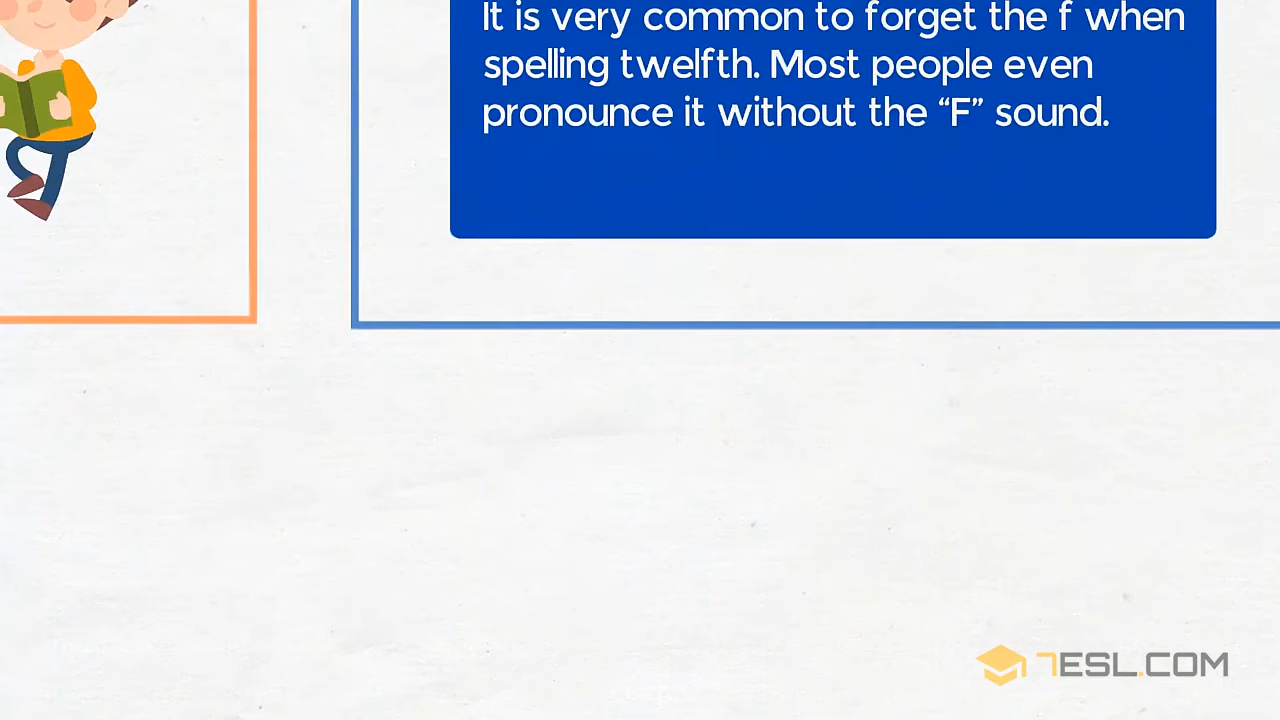 It is very common to forget the f when
spelling twelfth. Most people even
pronounce it without the “F” sound.
7ESL.COM